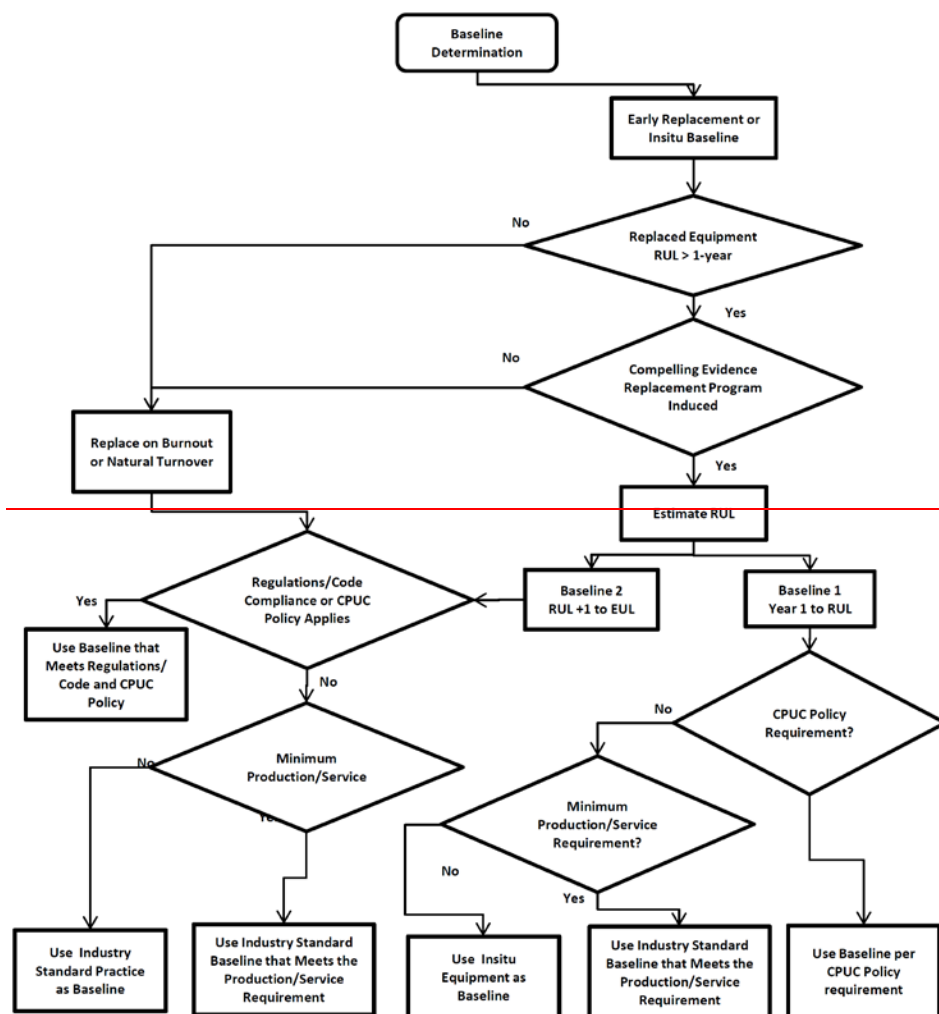 Baseline
Determination
Early Replacement or
Insitu Baseline
No
Replaced Equipment
RUL > 1-year
Yes
No
Compelling Evidence
Replacement Program
Induced
Replace on Burnout
or Natural Turnover
Yes
Estimate RUL
Regulations/Code
Compliance or CPUC
Policy Applies
Baseline 2
RUL +1 to EUL
Baseline 1
Year 1 to RUL
Yes
Use Baseline that
Meets Regulations/
Code and CPUC
Policy
No
No
CPUC Policy
Requirement?
Minimum
Production/Service
No
Yes
Minimum
Production/Service
Requirement?
No
Yes
Use Industry
Standard Practice
as Baseline
Use Industry Standard
Baseline that Meets the
Production/Service
Requirement
Use Insitu
Equipment as
Baseline
Use Industry Standard
Baseline that Meets the
Production/Service
Requirement
Use Baseline per
CPUC Policy
requirement